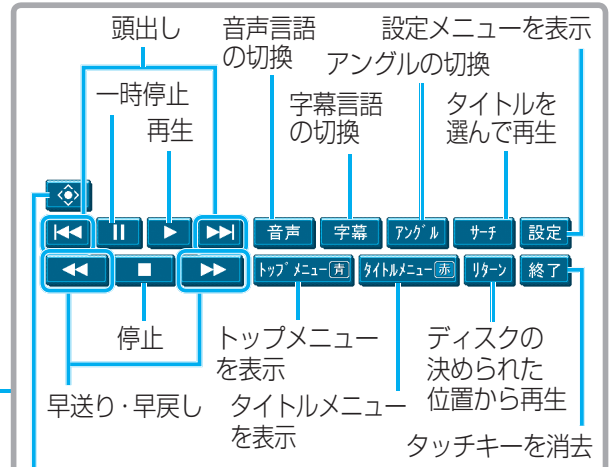 頭出し
音声言語
の切換
設定メニューを表示
アングルの切換
一時停止
再生
字幕言語
の切換
タイトルを
選んで再生
音声
字幕
アングル
サーチ
設定
トップメニュー青
タイトルメニュー赤
リターン
終了
停止
トップメニュー
を表示
ディスクの
決められた
位置から再生
早送り・早戻し
タイトルメニュー
を表示
タッチキーを消去